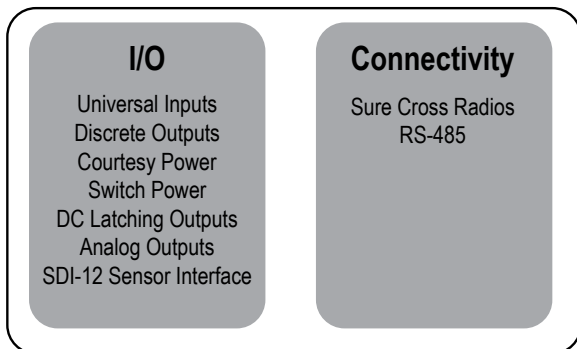 I/O
Universal Inputs
Discrete Outputs
Courtesy Power
Switch Power
DC Latching Outputs
Analog Outputs
SDI-12 Sensor Interface
Connectivity
Sure Cross Radios
RS-485